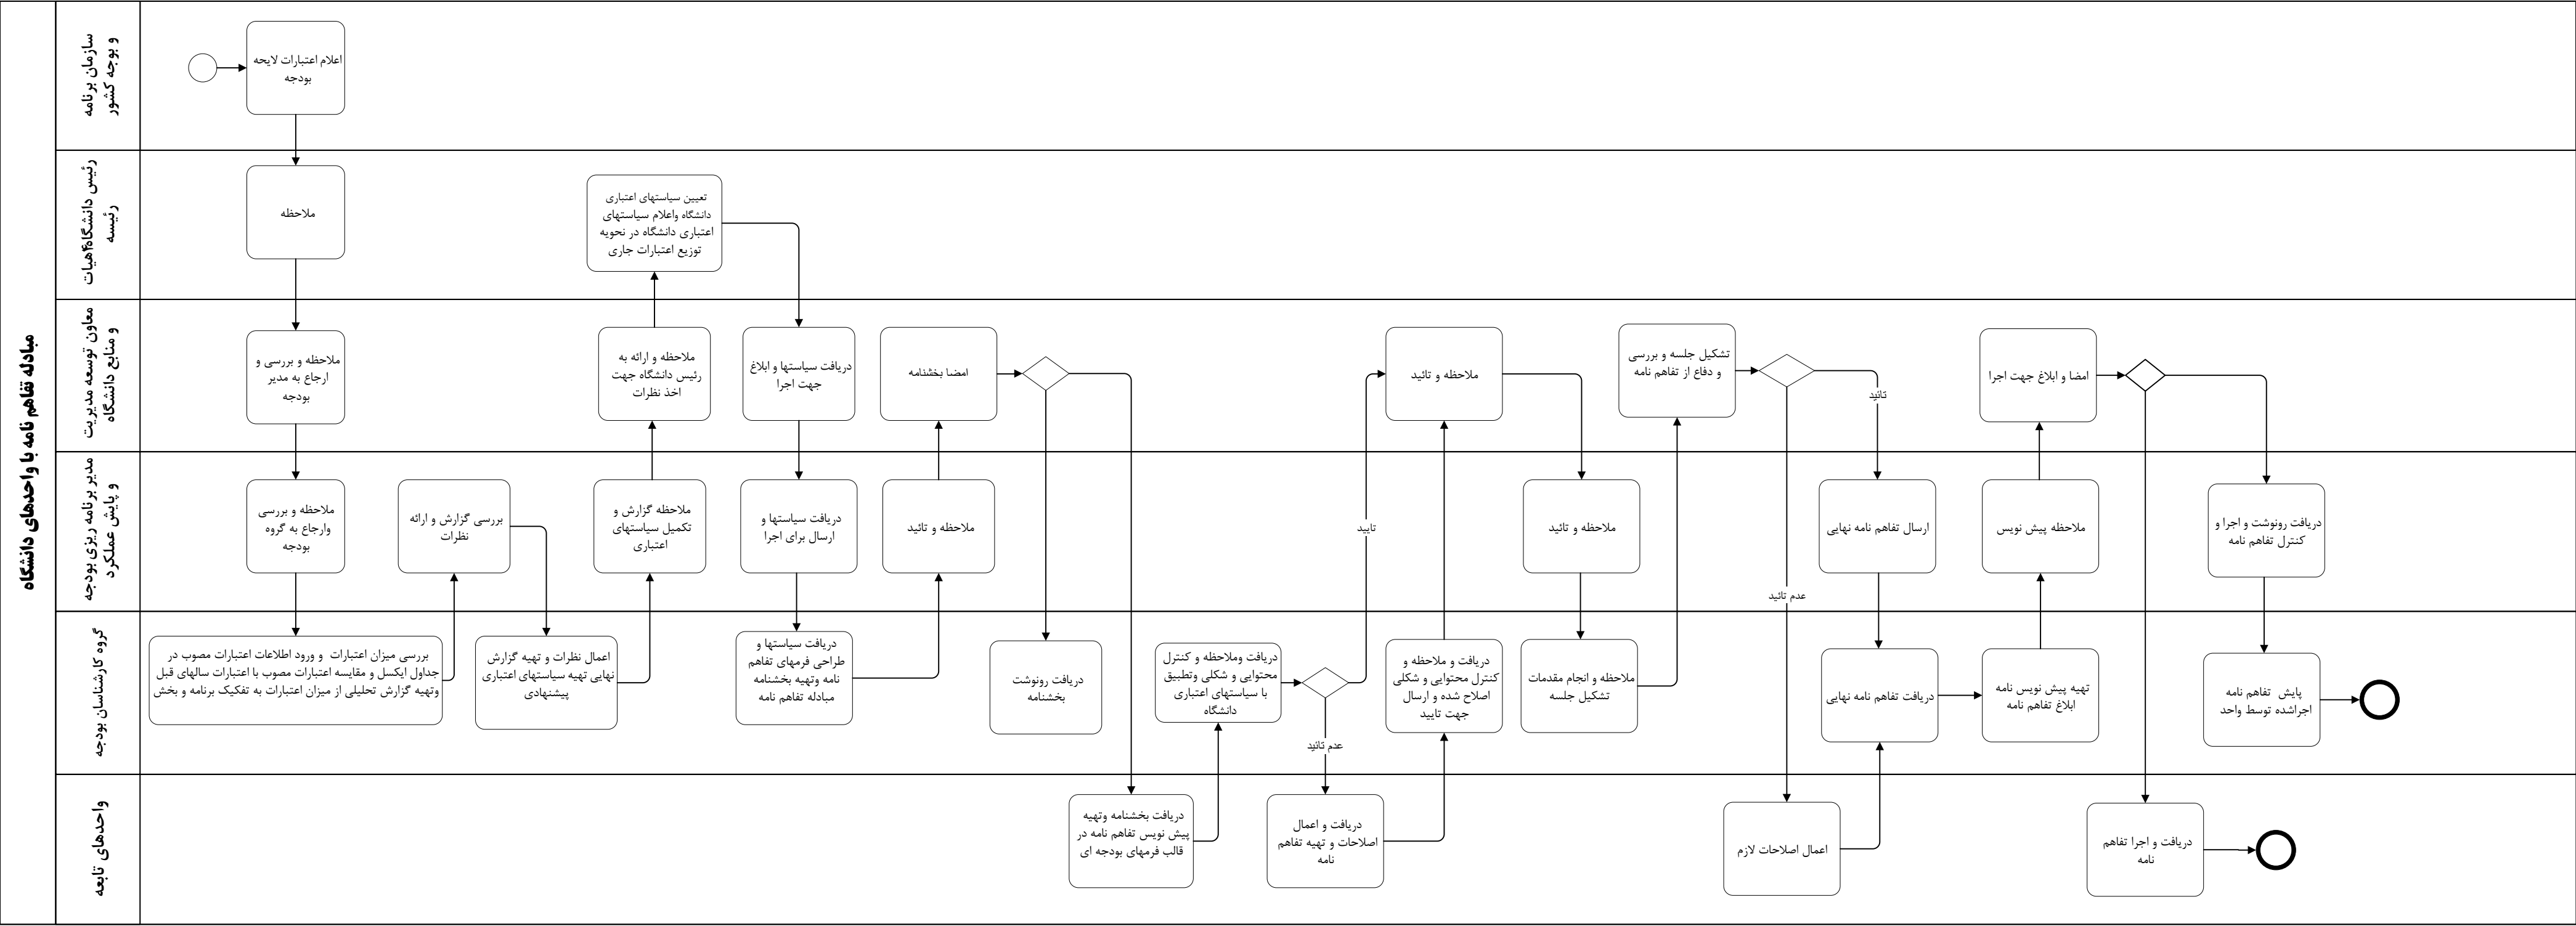 مبادله تفاهم نامه با واحدهای دانشگاه
سازمان برنامه
و بوجه کشور
اعلام اعتبارات لایحه
بودجه
رئیس دانشگاه
هیات
رئیسه
ملاحظه
تعیین سیاستهای اعتباری
دانشگاه واعلام سیاستهای
اعتباری دانشگاه در نحویه
توزیع اعتبارات جاری
معاون توسعه مدیریت
و منابع دانشگاه
ملاحظه و بررسی و
ارجاع به مدیر
بودجه
ملاحظه و ارائه به
رئیس دانشگاه جهت
اخذ نظرات
دریافت سیاستها و ابلاغ
جهت اجرا
امضا بخشنامه
ملاحظه و تائید
تشکیل جلسه و بررسی
و دفاع از تفاهم نامه
تائید
امضا و ابلاغ جهت اجرا
مدیر برنامه ریزی بودجه
و پایش عملکرد
ملاحظه و بررسی
وارجاع به گروه
بودجه
بررسی گزارش و ارائه
نظرات
ملاحظه گزارش و
تکمیل سیاستهای
اعتباری
دریافت سیاستها و
ارسال برای اجرا
ملاحظه و تائید
تایید
ملاحظه و تائید
عدم تائید
ارسال تفاهم نامه نهایی
ملاحظه پیش نویس
دریافت رونوشت و اجرا و
کنترل تفاهم نامه
گروه کارشناسان بودجه
بررسی میزان اعتبارات و ورود اطلاعات اعتبارات مصوب در
جداول ایکسل و مقایسه اعتبارات مصوب با اعتبارات سالهای قبل
وتهیه گزارش تحلیلی از میزان اعتبارات به تفکیک برنامه و بخش
اعمال نظرات و تهیه گزارش
نهایی تهیه سیاستهای اعتباری
پیشنهادی
دریافت سیاستها و
طراحی فرمهای تفاهم
نامه وتهیه بخشنامه
مبادله تفاهم نامه
دریافت رونوشت
بخشنامه
دریافت وملاحظه و کنترل
محتوایی و شکلی وتطبیق
با سیاستهای اعتباری
دانشگاه
عدم تائید
دریافت و ملاحظه و
کنترل محتوایی و شکلی
اصلاح شده و ارسال
جهت تایید
ملاحظه و انجام مقدمات
تشکیل جلسه
دریافت تفاهم نامه نهایی
تهیه پیش نویس نامه
ابلاغ تفاهم نامه
پایش تفاهم نامه
اجراشده توسط واحد
واحدهای تابعه
دریافت بخشنامه وتهیه
پیش نویس تفاهم نامه در
قالب فرمهای بودجه ای
دریافت و اعمال
اصلاحات و تهیه تفاهم
نامه
اعمال اصلاحات لازم
دریافت و اجرا تفاهم
نامه